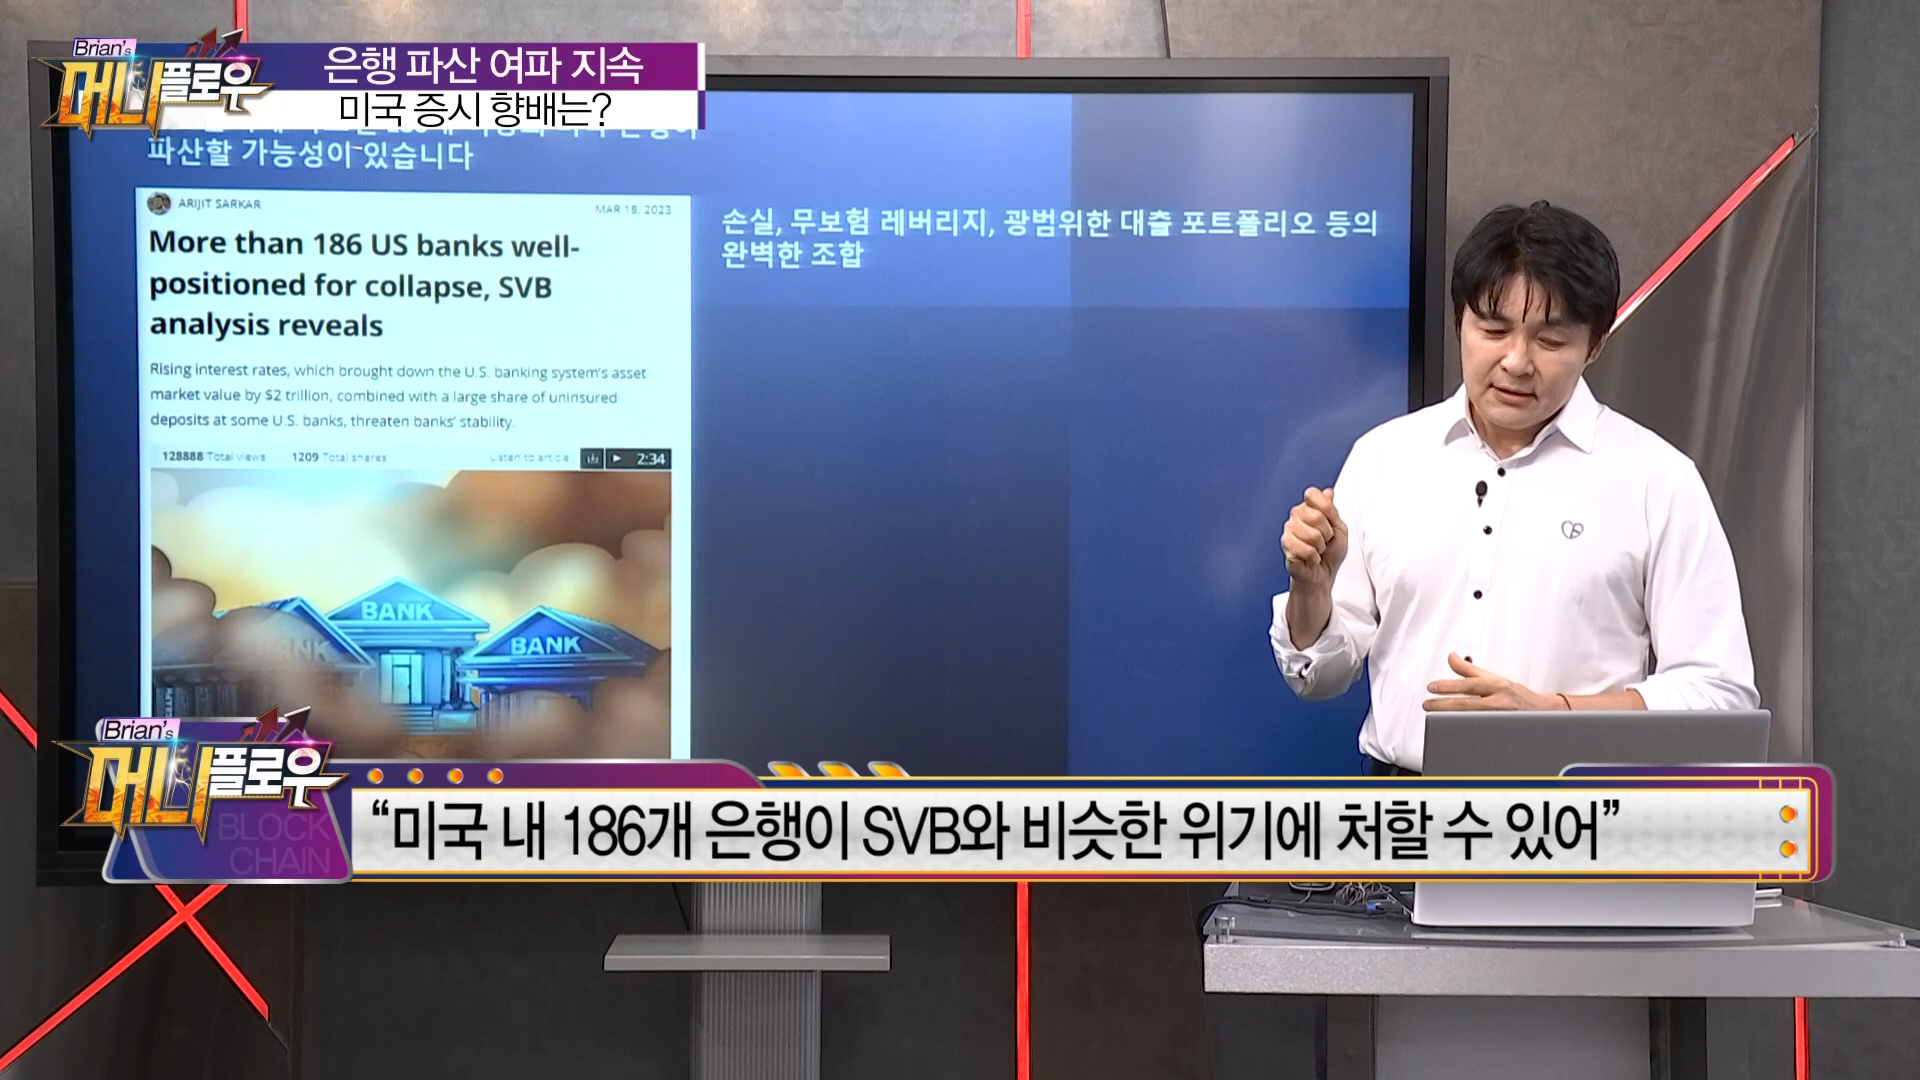 Brian's
머니플로우
은행 파산 여파 지속
미국 증시 향배는?
파산할 가능성이 있습니다
ARIJIT SARKAR
MAR 18, 2023
More than 186 US banks well-
positioned for collapse, SVB
analysis reveals
Rising interest rates, which brought down the U.S. banking system's asset
market value by $2 trillion, combined with a large share of uninsured
deposits at some U.S. banks, threaten banks' stability.
128888 Total views 1209 Total shares Listen to article 2:34
BANK
BANK
BANK
손실, 무보험 레버리지, 광범위한 대출 포트폴리오 등의
완벽한 조합
Brian's
머니플로우
BLOCK
CHAIN
“미국 내 186개 은행이 SVB와 비슷한 위기에 처할 수 있어”